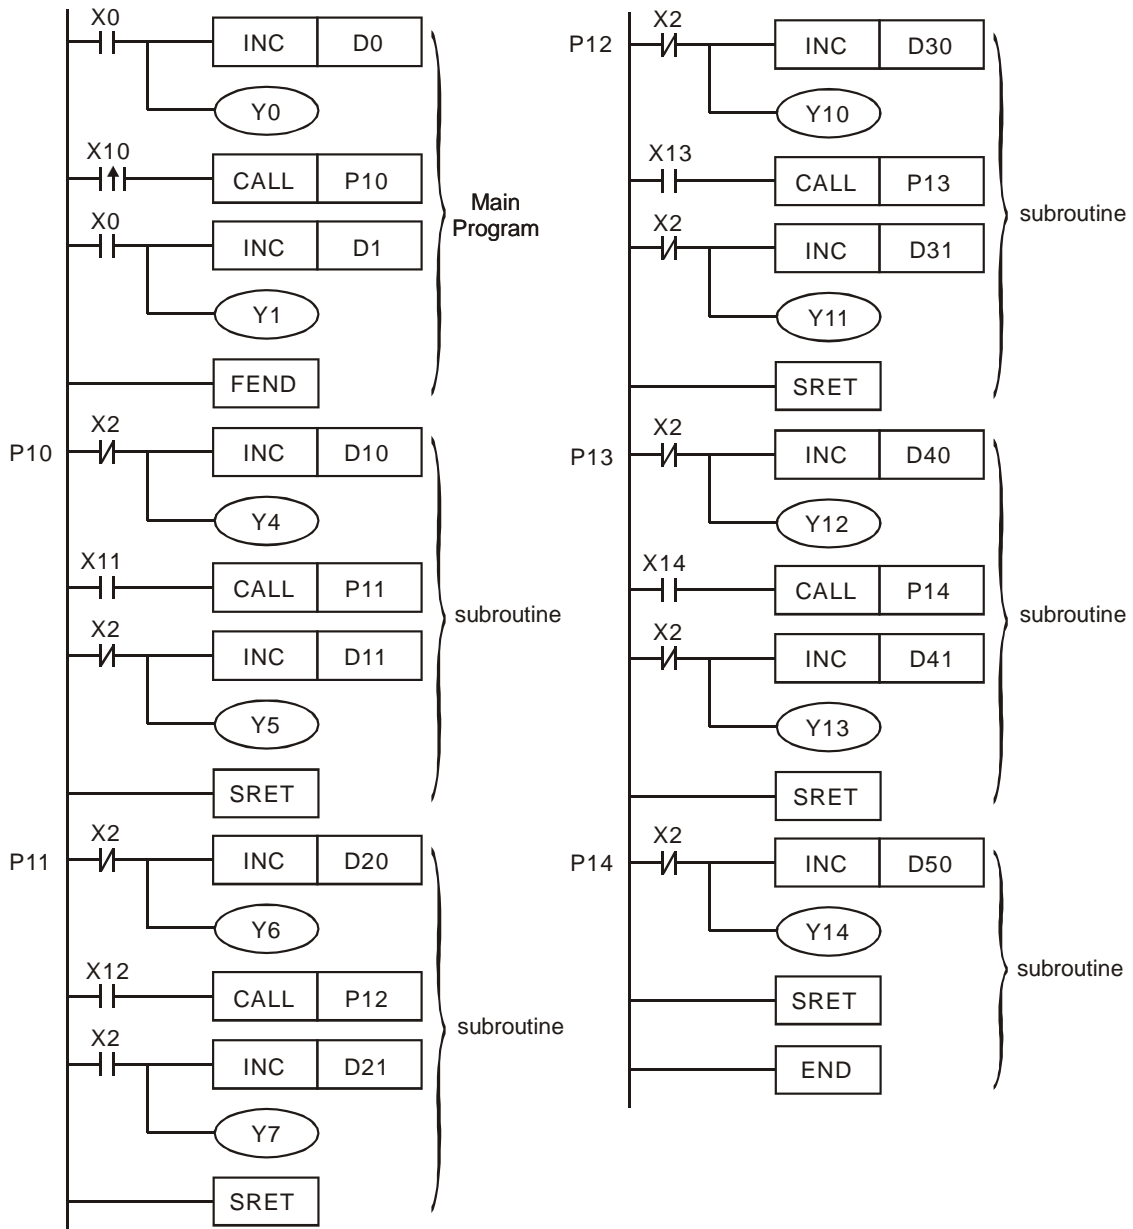 X0
INC D0
Y0
X10
CALL P10
X0
INC D1
Y1
FEND
Main
Program
P10
X2
INC D10
Y4
X11
CALL P11
X2
INC D11
Y5
SRET
subroutine
P11
X2
INC D20
Y6
X12
CALL P12
X2
INC D21
Y7
SRET
subroutine
P12
X2
INC D30
Y10
X13
CALL P13
X2
INC D31
Y11
SRET
subroutine
P13
X2
INC D40
Y12
X14
CALL P14
X2
INC D41
Y13
SRET
subroutine
P14
X2
INC D50
Y14
SRET
END
subroutine